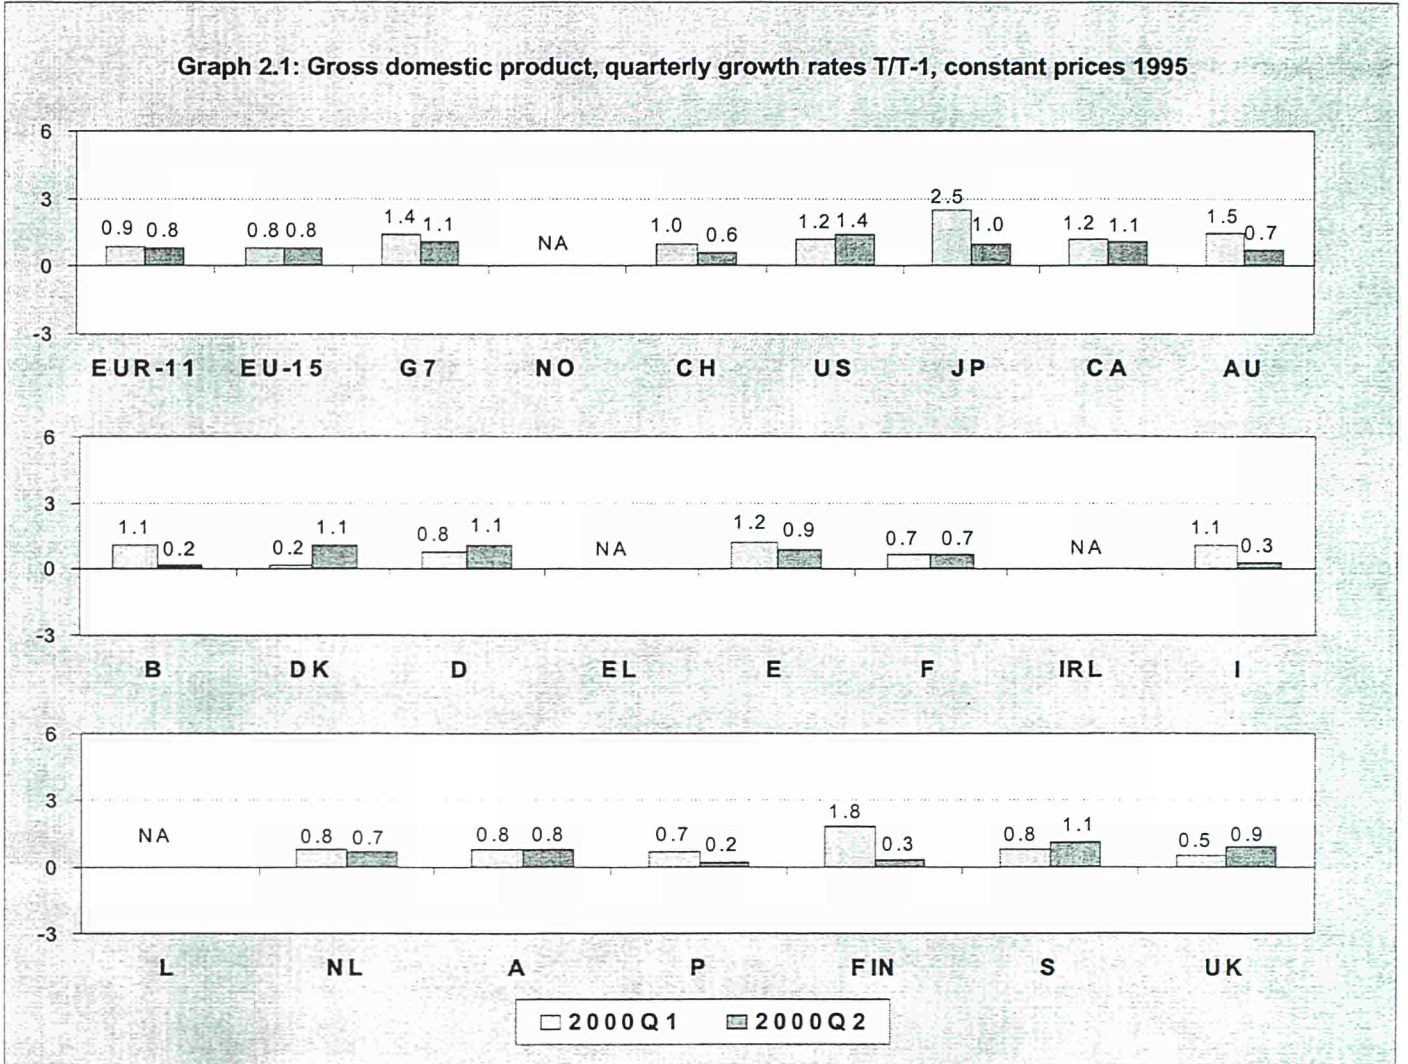 Graph 2.1: Gross domestic product, quarterly growth rates T/T-1, constant prices 1995
6
3
0
-3
0.9 0.8 0.8 0.8 1.4 1.1 NA 1.0 0.6 1.2 1.4 2.5 1.0 1.2 1.1 1.5 0.7
EUR-11 EU-15 G7 NO CH US JP CA AU
6
3
0
-3
1.1 0.2 0.2 1.1 0.8 1.1 NA 1.2 0.9 0.7 0.7 NA 1.1 0.3
B DK D EL E F IRL I
6
3
0
-3
NA 0.8 0.7 0.8 0.8 0.7 0.2 1.8 0.3 0.8 1.1 0.5 0.9
L NL A P FIN S UK
2000Q1 2000Q2